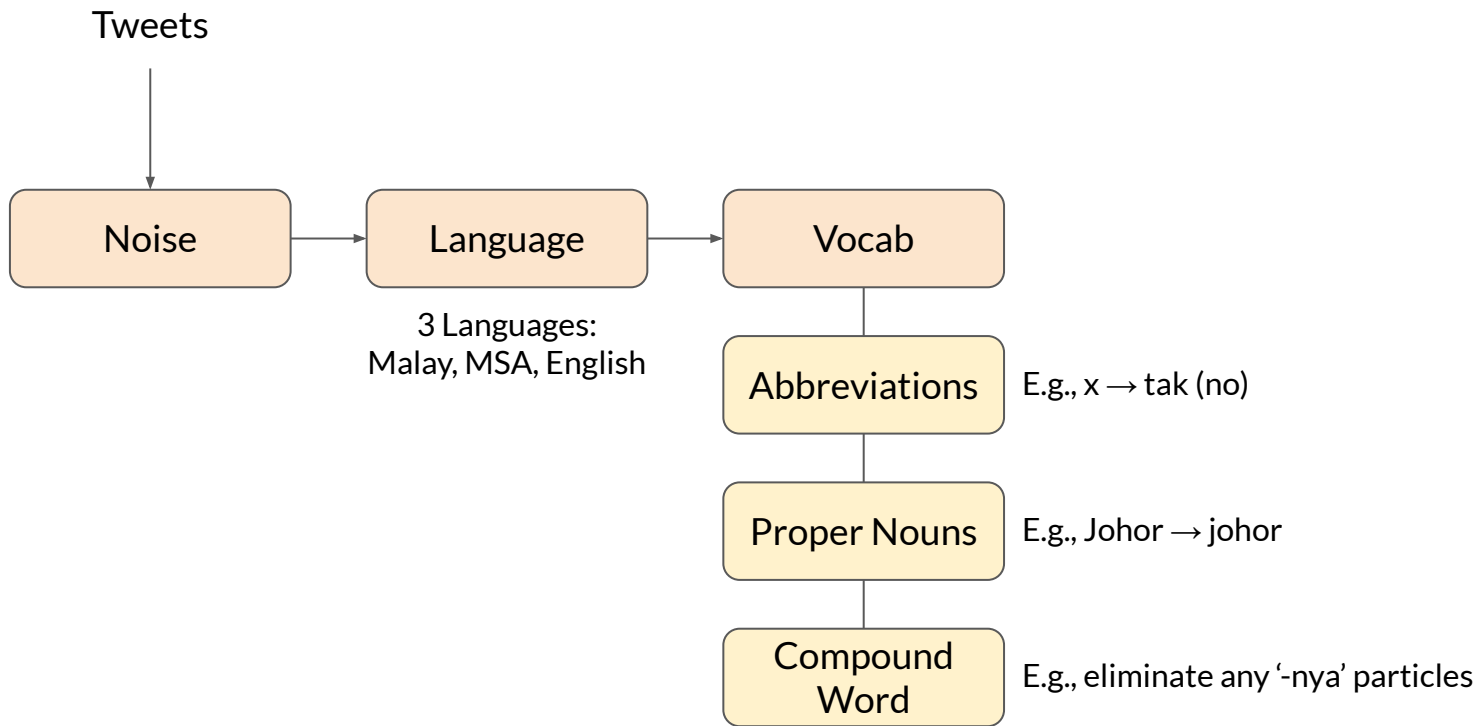 Tweets
Noise
Language
Vocab
3 Languages:
Malay, MSA, English
Abbreviations
E.g., x → tak (no)
Proper Nouns
E.g., Johor → johor
Compound
Word
E.g., eliminate any ‘-nya’ particles